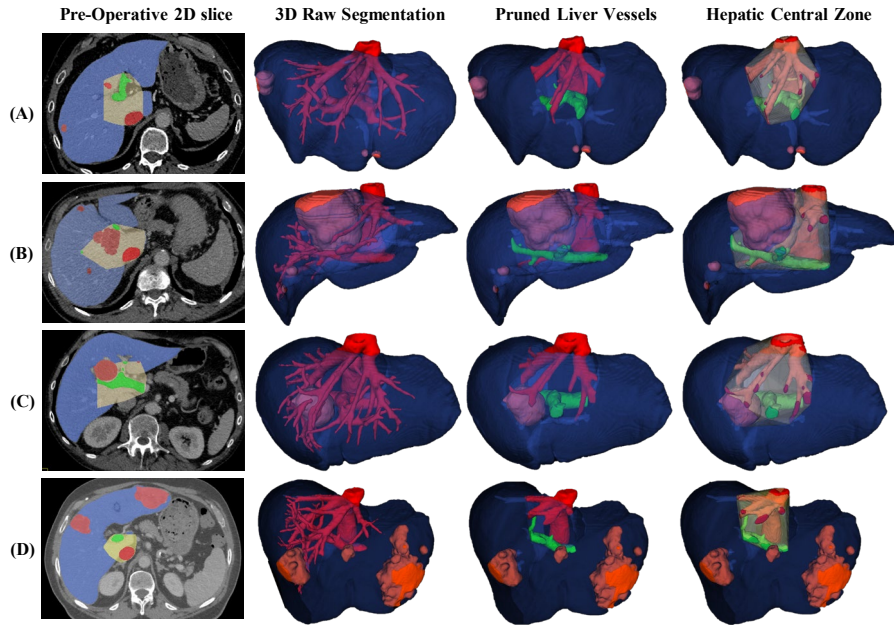 Pre-Operative 2D slice 3D Raw Segmentation Pruned Liver Vessels Hepatic Central Zone
(A)
(B)
(C)
(D)